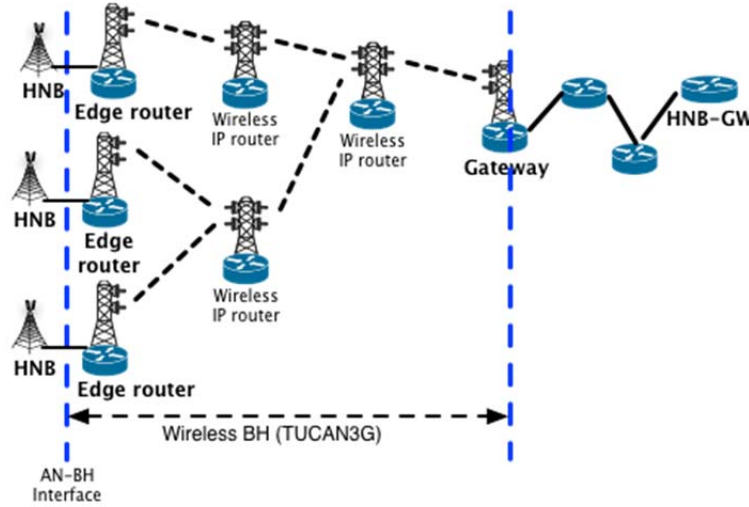 HNB
Edge router
Wireless
IP router
Wireless
IP router
Gateway
HNB-GW
HNB
Edge
router
Wireless
IP router
HNB
Edge router
Wireless BH (TUCAN3G)
AN-BH
Interface